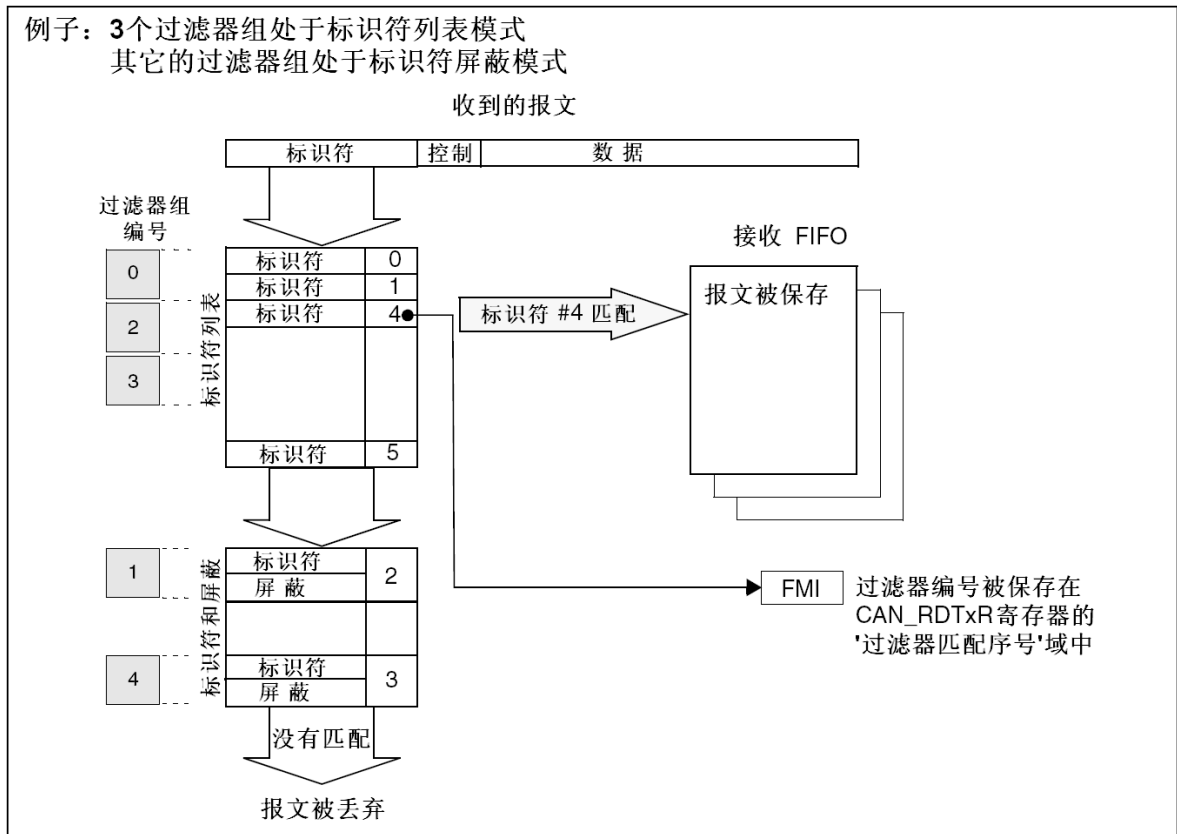 例子：3个过滤器组处于标识符列表模式
其它的过滤器组处于标识符屏蔽模式
收到的报文
标识符 控制 数据
过滤器组
编号
接收 FIFO
0
2
3
标识符列表
标识符 0
标识符 1
标识符 4
标识符 5
标识符 #4 匹配
报文被保存
1
4
标识符和屏蔽
标识符
屏蔽
2
标识符
屏蔽
3
FMI
过滤器编号被保存在
CAN_RDTxR寄存器的
'过滤器匹配序号'域中
没有匹配
报文被丢弃